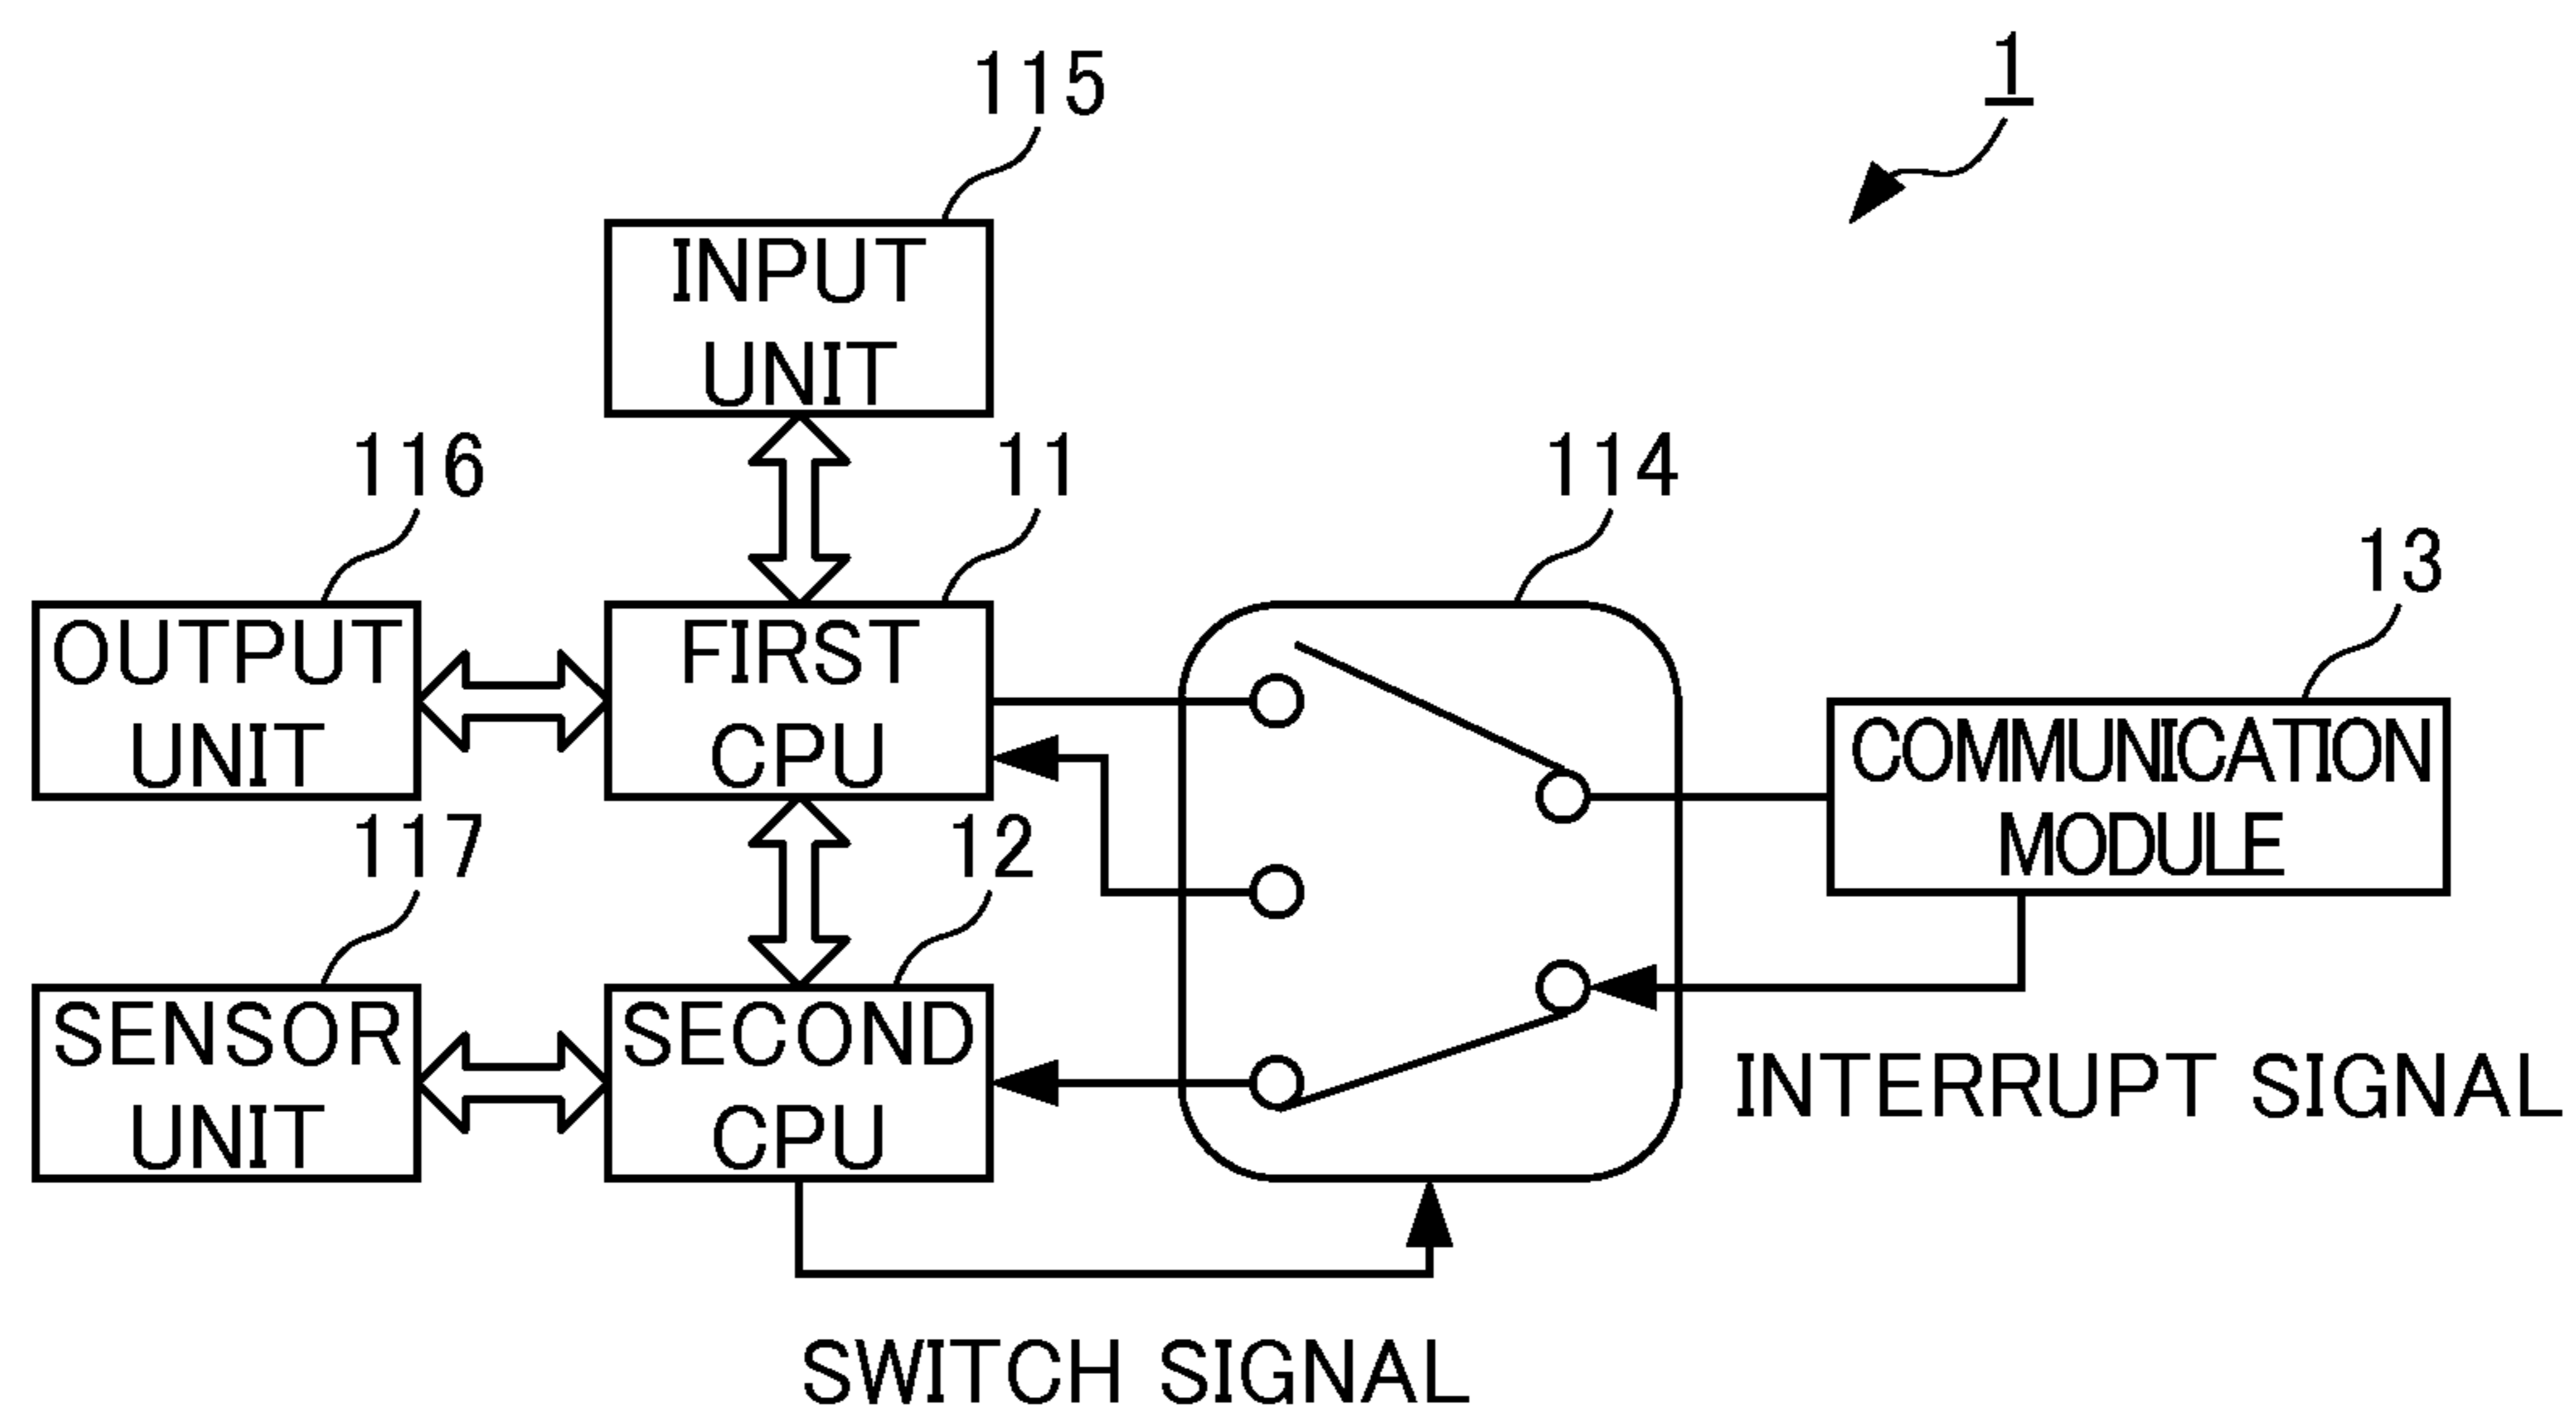 1
115
INPUT
UNIT
116
11
114
13
OUTPUT
UNIT
FIRST
CPU
COMMUNICATION
MODULE
117
12
SENSOR
UNIT
SECOND
CPU
INTERRUPT SIGNAL
SWITCH SIGNAL